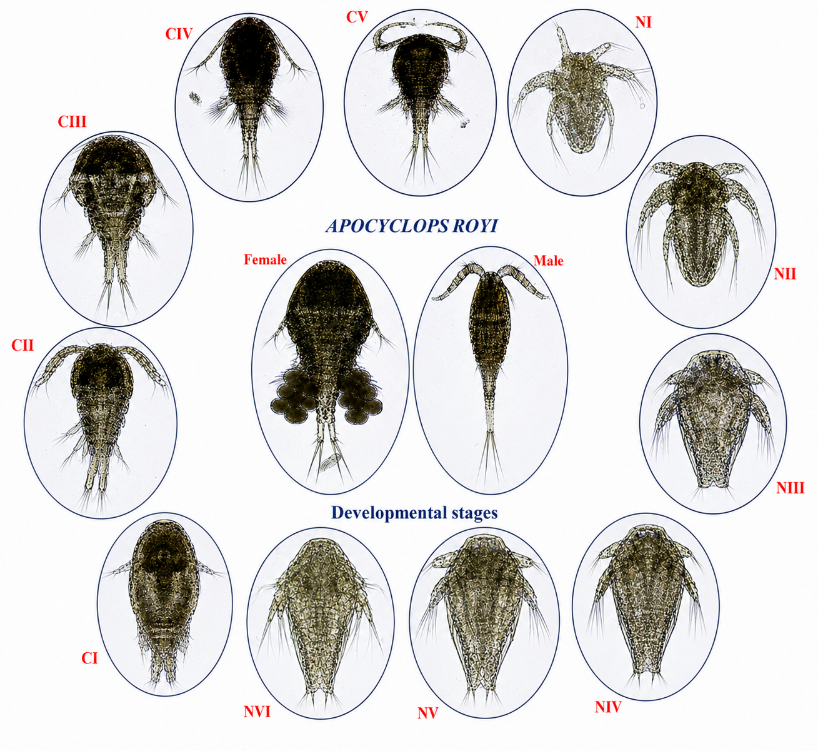 CIV
CV
NI
CIII
APOCYCLOPS ROYI
Female
Male
NII
CII
NIII
Developmental stages
CI
NVI
NV
NIV